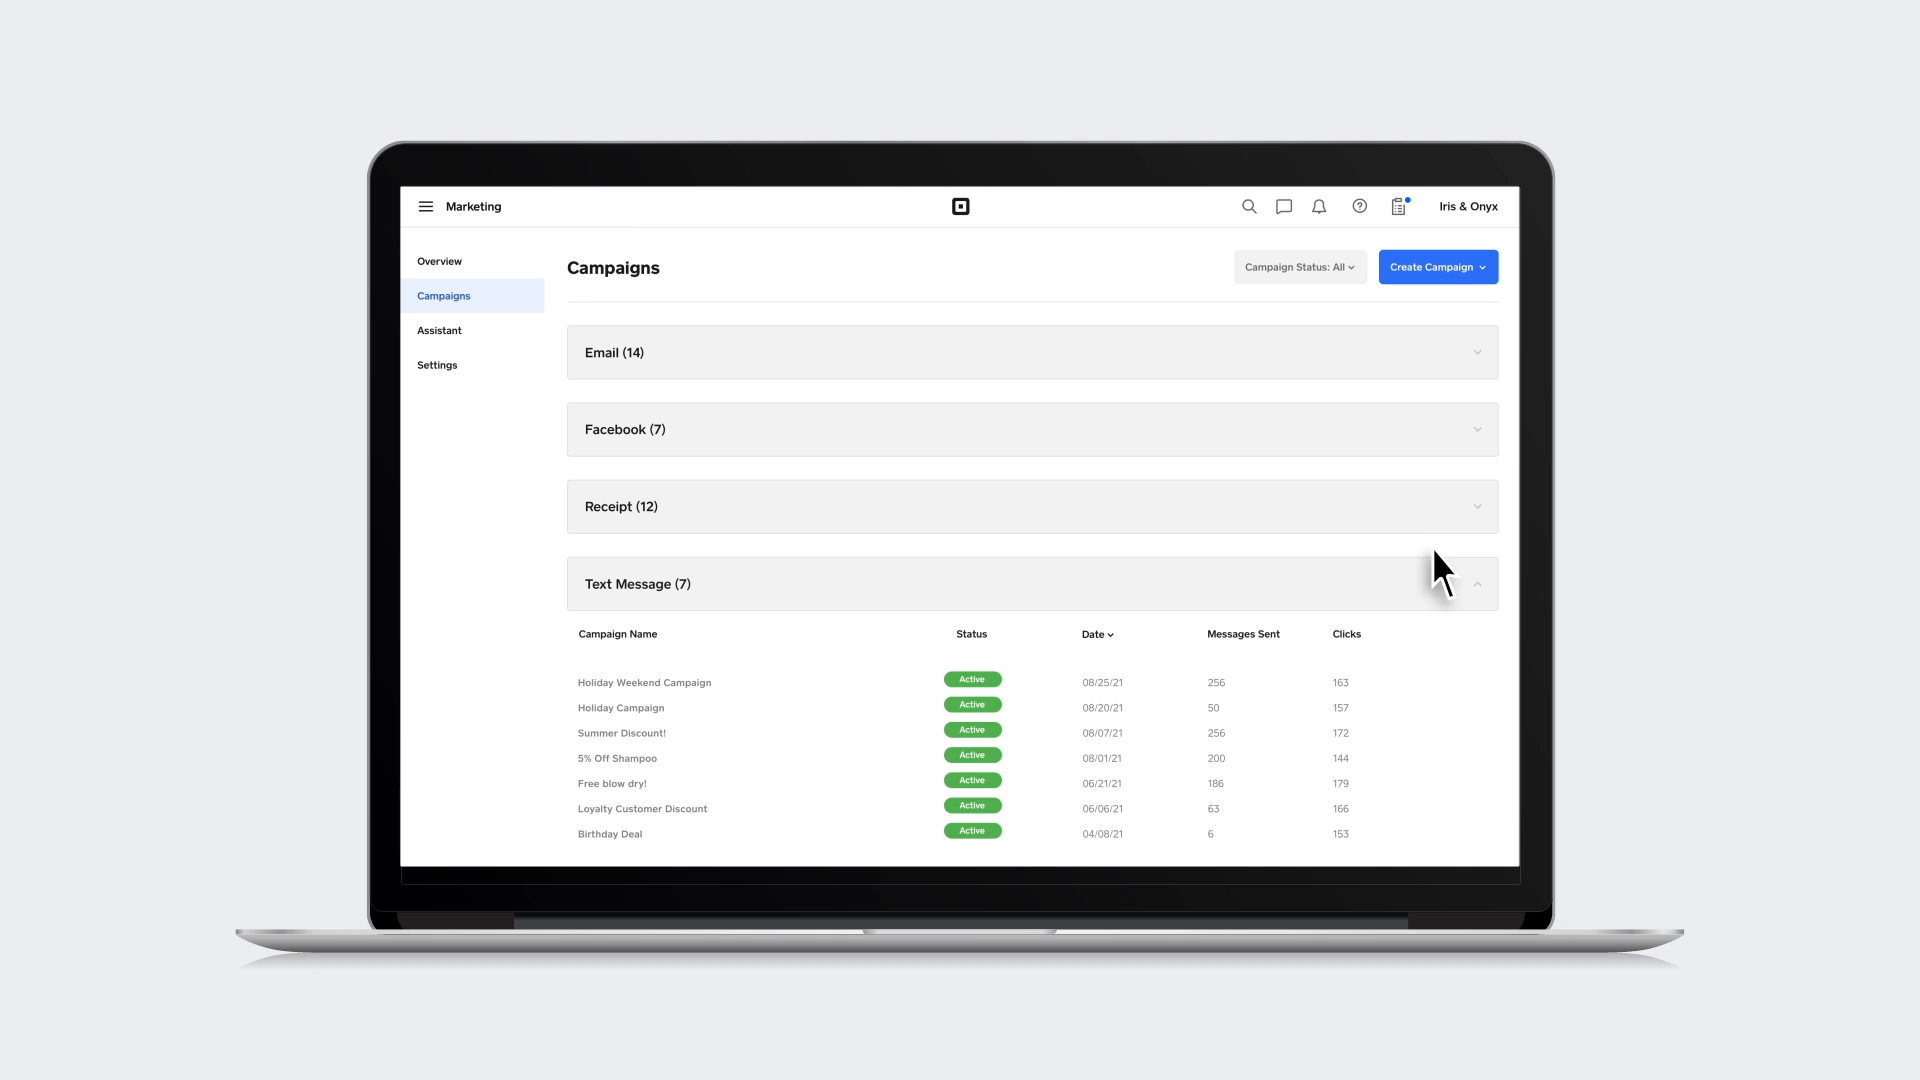 Marketing
Iris & Onyx
Overview
Campaigns
Assistant
Settings
Campaigns
Campaign Status: All
Create Campaign
Email (14)
Facebook (7)
Receipt (12)
Text Message (7)
Campaign Name Status Date Messages Sent Clicks
Holiday Weekend Campaign Active 08/25/21 256 163
Holiday Campaign Active 08/20/21 50 157
Summer Discount! Active 08/07/21 256 172
5% Off Shampoo Active 08/01/21 200 144
Free blow dry! Active 06/21/21 186 179
Loyalty Customer Discount Active 06/06/21 63 166
Birthday Deal Active 04/08/21 6 153